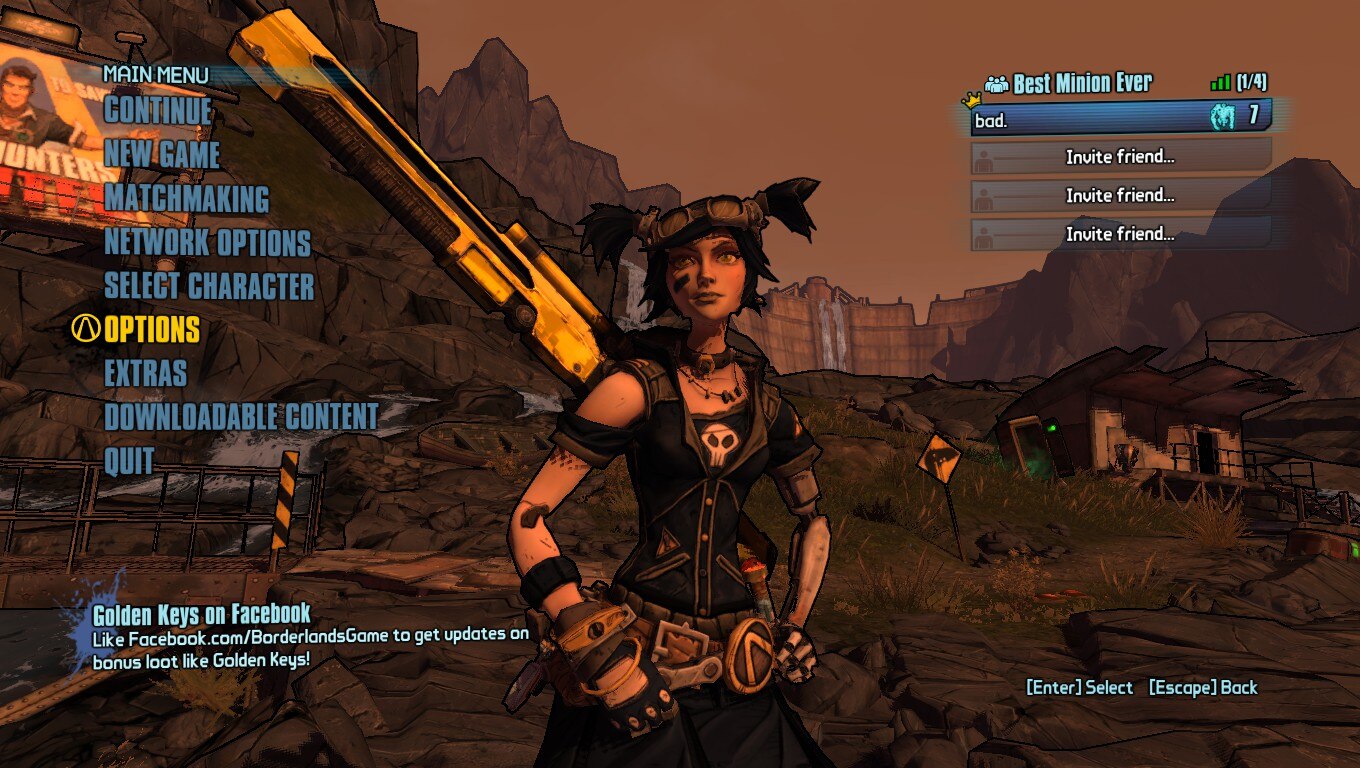 MAIN MENU
CONTINUE
NEW GAME
MATCHMAKING
NETWORK OPTIONS
SELECT CHARACTER
OPTIONS
EXTRAS
DOWNLOADABLE CONTENT
QUIT
Best Minion Ever (1/4)
bad. 7
Invite friend...
Invite friend...
Invite friend...
HUNTERS
Golden Keys on Facebook
Like Facebook.com/BorderlandsGame to get updates on
bonus loot like Golden Keys!
[Enter] Select [Escape] Back